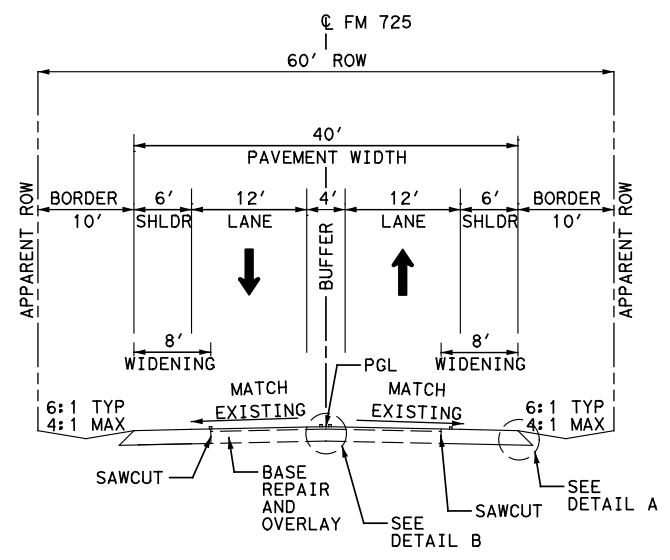 ℄ FM 725
60' ROW
40'
PAVEMENT WIDTH
BORDER 6' 12' 4' 12' 6' BORDER
10' SHLDR LANE LANE SHLDR 10'
APPARENT ROW
BUFFER
APPARENT ROW
8'
WIDENING
8'
WIDENING
PGL
MATCH
EXISTING
MATCH
EXISTING
6:1 TYP
4:1 MAX
6:1 TYP
4:1 MAX
SAWCUT
BASE
REPAIR
AND
OVERLAY
SEE
DETAIL B
SAWCUT
SEE
DETAIL A